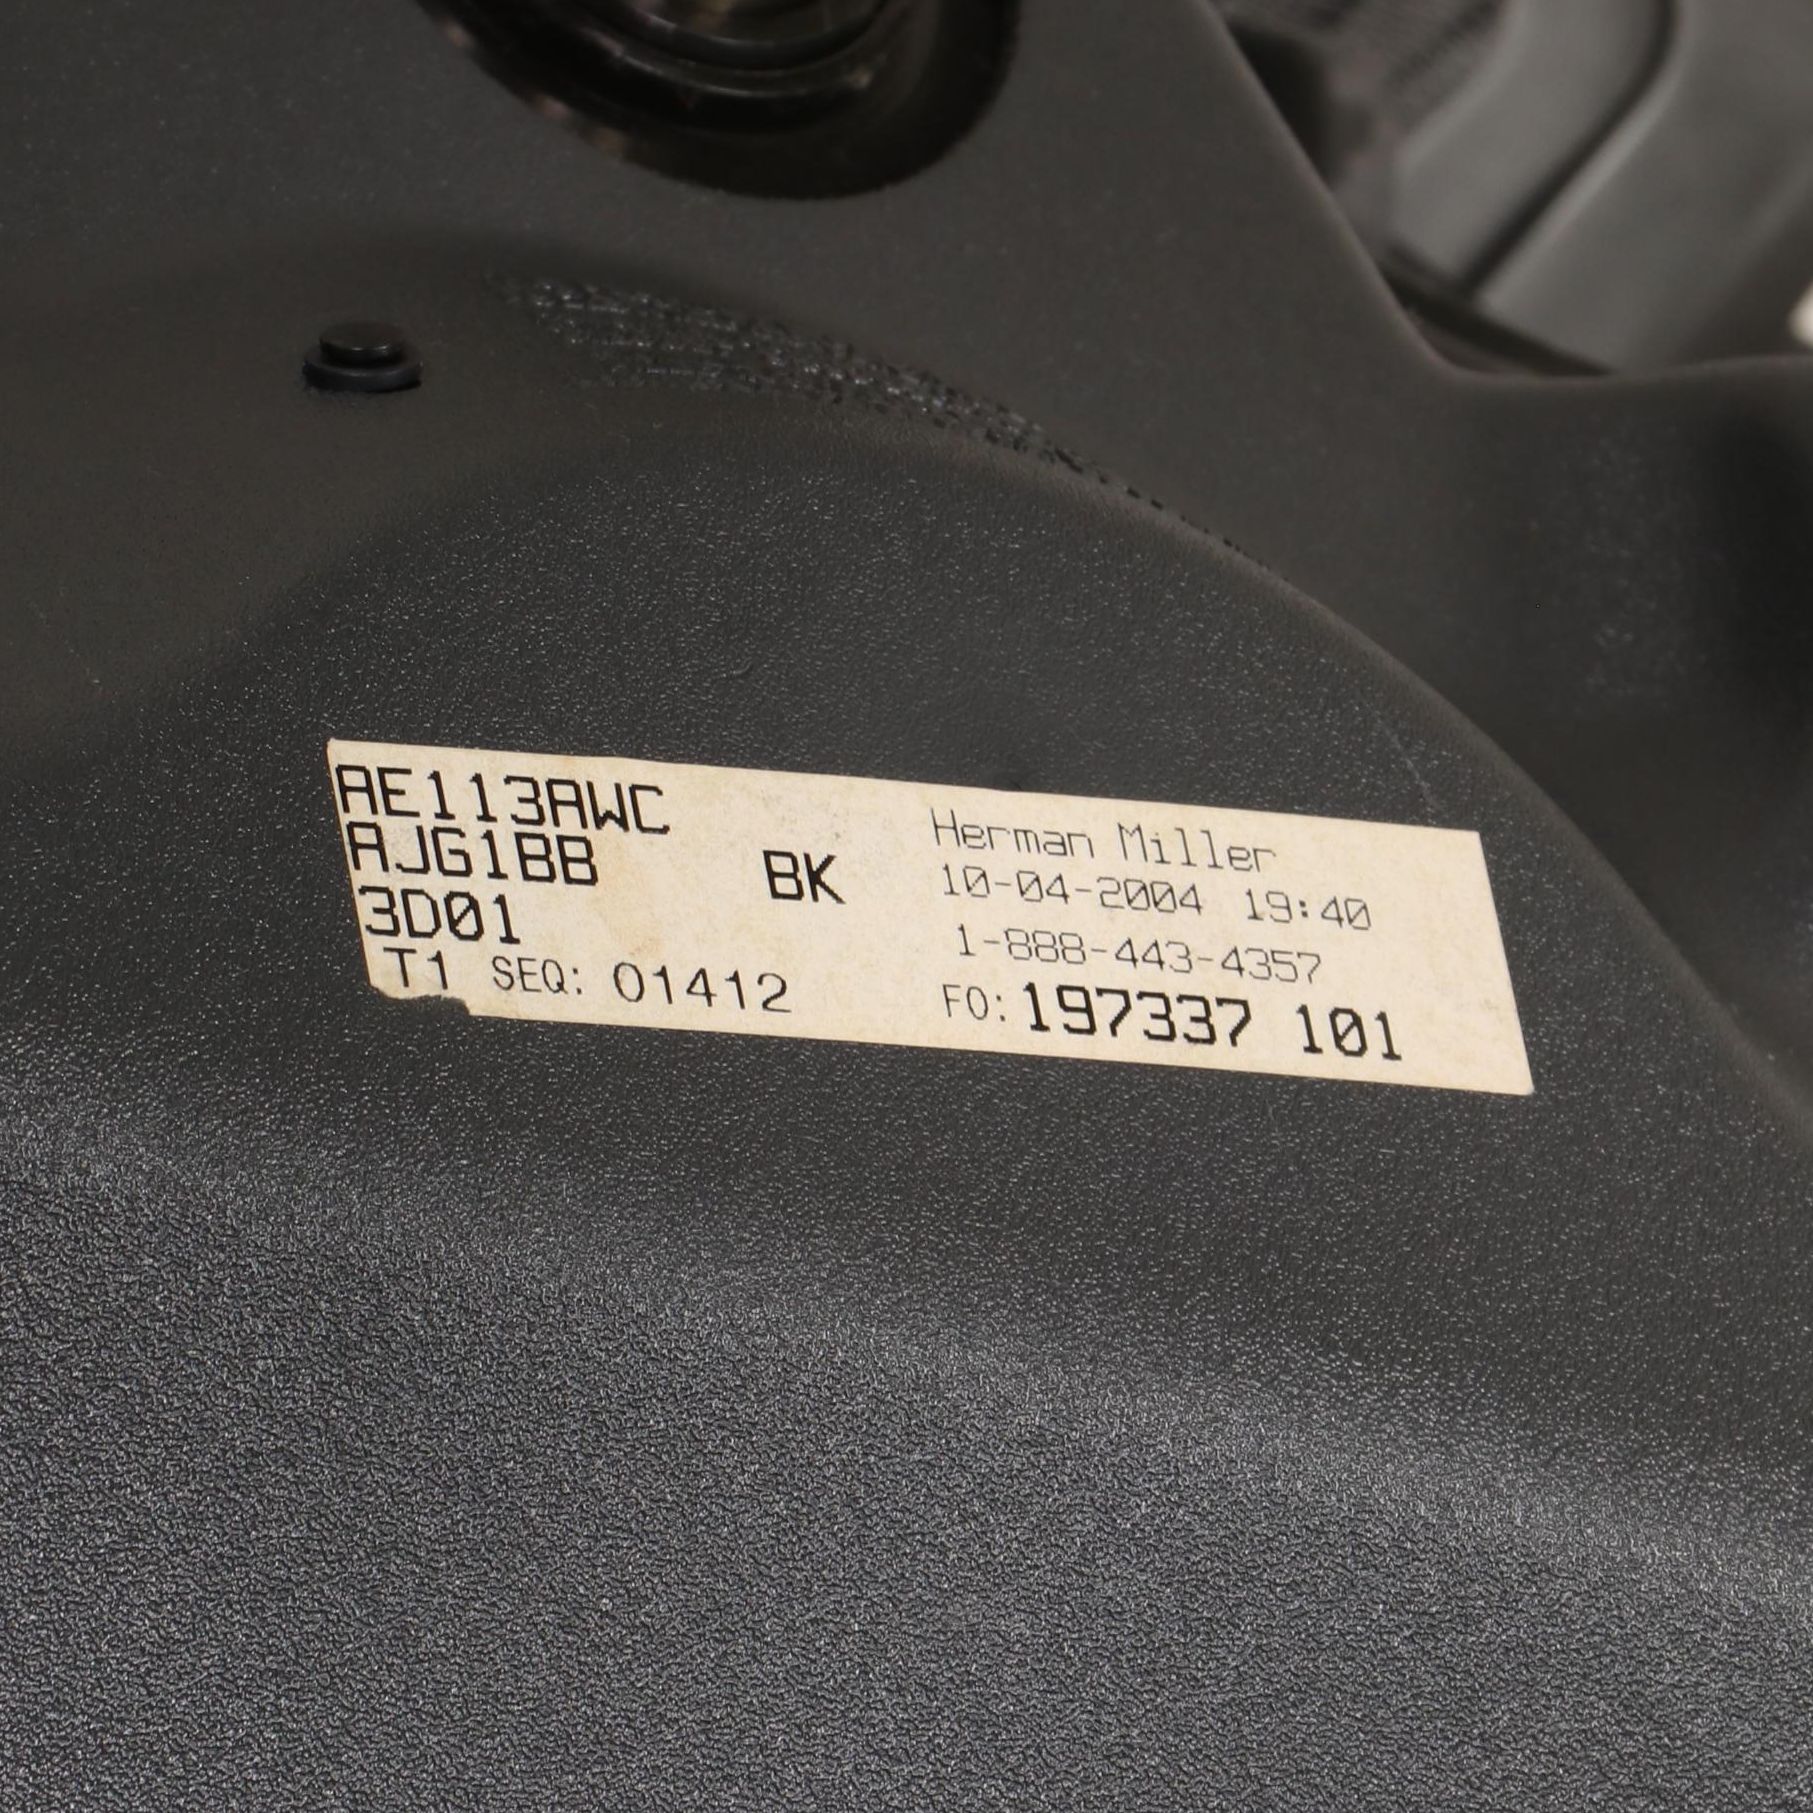 AE113AWC
AJG1BB BK
3D01
T1 SEQ: 01412
Herman Miller
10-04-2004 19:40
1-888-443-4357
FO: 197337 101